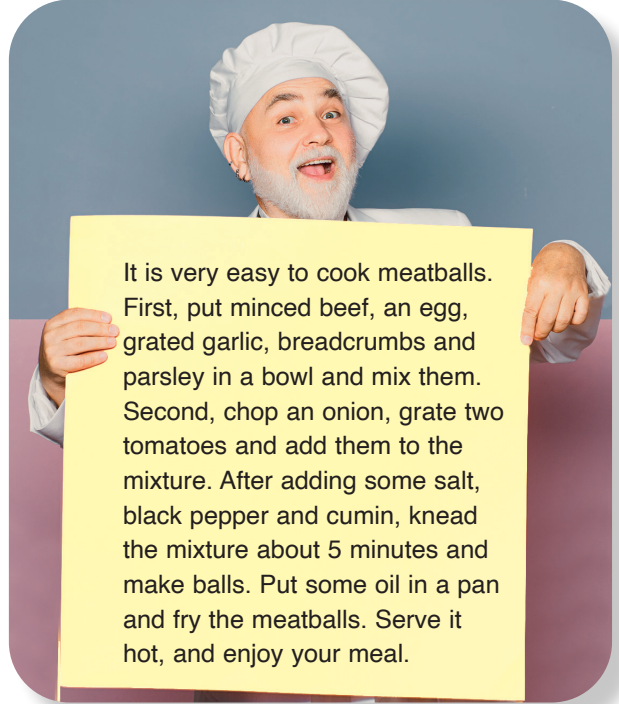 It is very easy to cook meatballs.
First, put minced beef, an egg,
grated garlic, breadcrumbs and
parsley in a bowl and mix them.
Second, chop an onion, grate two
tomatoes and add them to the
mixture. After adding some salt,
black pepper and cumin, knead
the mixture about 5 minutes and
make balls. Put some oil in a pan
and fry the meatballs. Serve it
hot, and enjoy your meal.